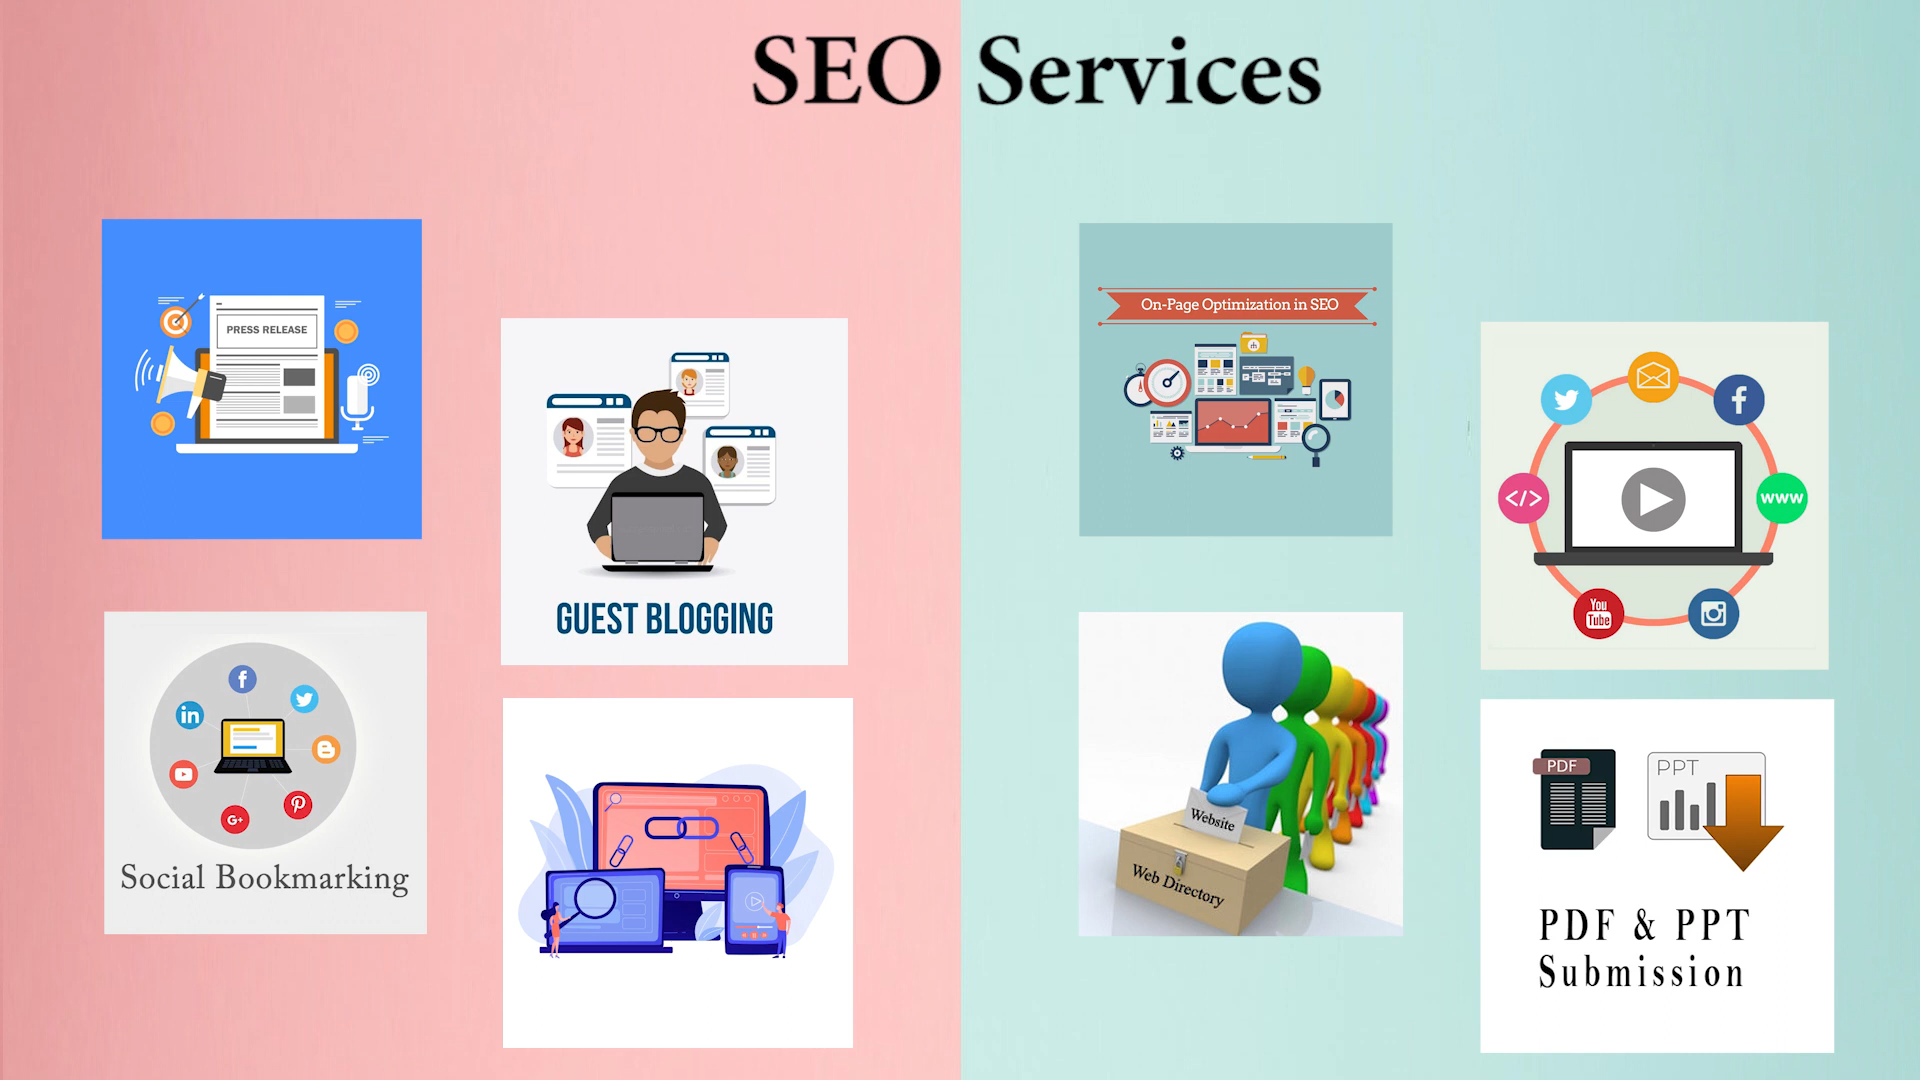 SEO Services
PRESS RELEASE
GUEST BLOGGING
Social Bookmarking
On-Page Optimization in SEO
</>
www
You
Tube
Website
Web Directory
PDF
PPT
PDF & PPT
Submission